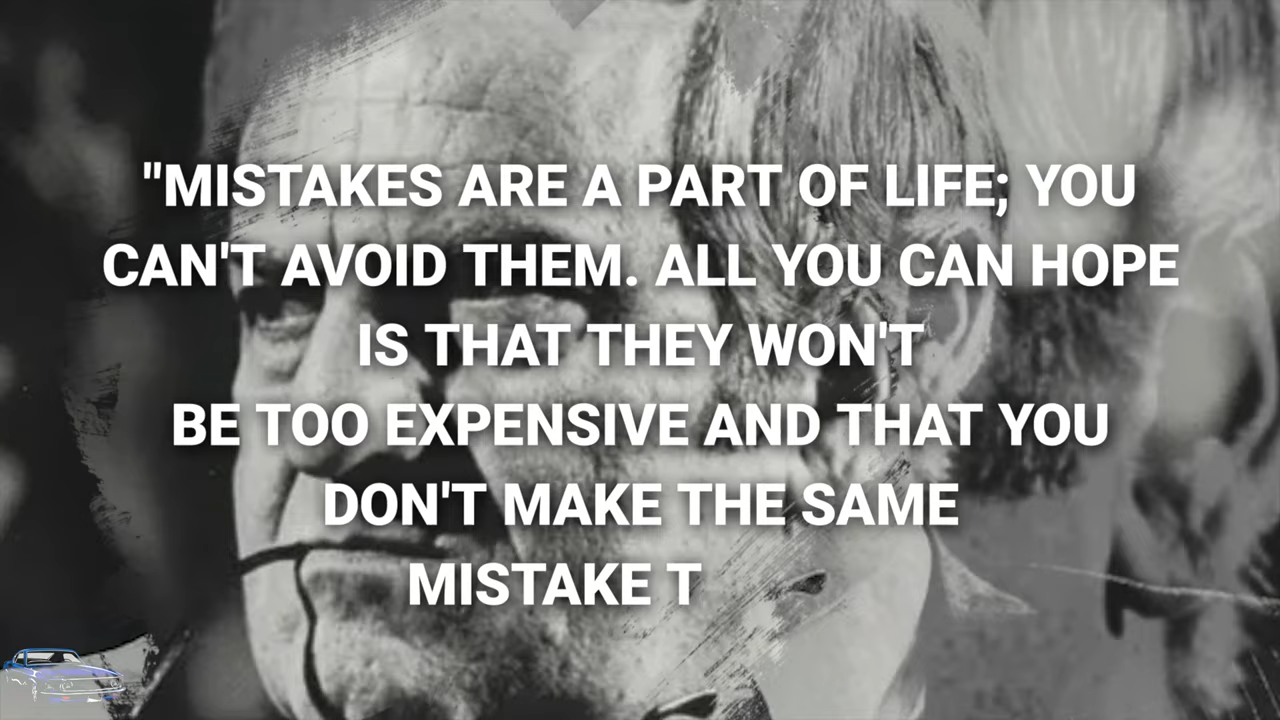 "MISTAKES ARE A PART OF LIFE; YOU
CAN'T AVOID THEM. ALL YOU CAN HOPE
IS THAT THEY WON'T
BE TOO EXPENSIVE AND THAT YOU
DON'T MAKE THE SAME
MISTAKE T